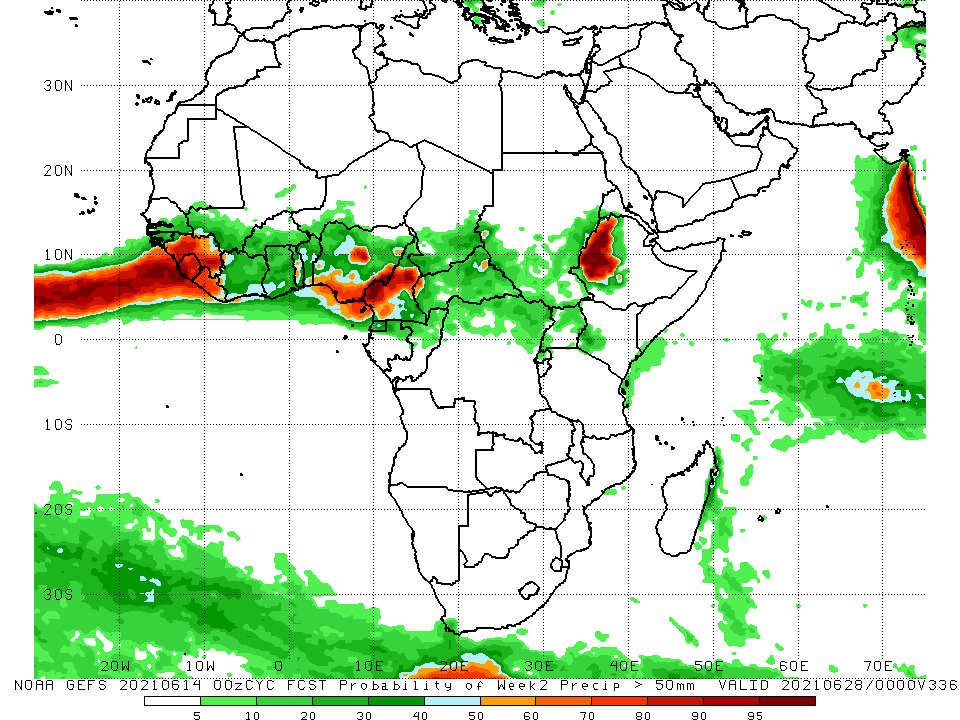 30N
20N
10N
0
10S
20S
30S
20W 10W 0 10E 20E 30E 40E 50E 60E 70E
NOAA GEFS 20210614 00zCYC FCST Probability of Week2 Precip > 50mm VALID 20210628/0000V336
5 10 20 30 40 50 60 70 80 90 95